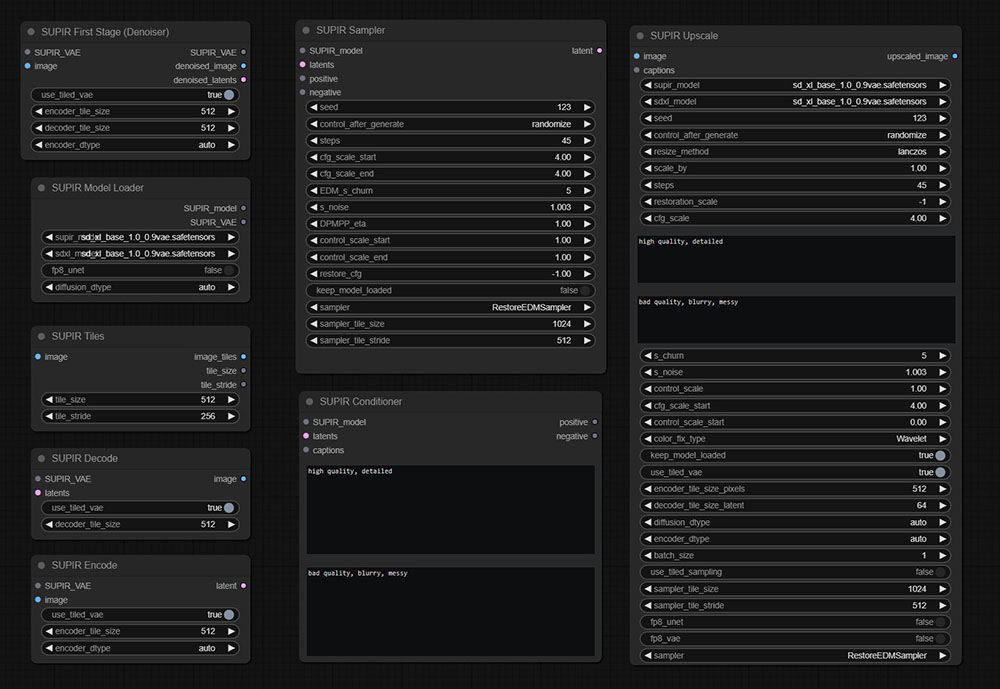 SUPIR First Stage (Denoiser)
SUPIR_VAE SUPIR_VAE
image denoised_image
denoised_latents
use_tiled_vae true
encoder_tile_size 512
decoder_tile_size 512
encoder_dtype auto
SUPIR Model Loader
SUPIR_model
SUPIR_VAE
sd_xl_base_1.0_0.9vae.safetensors
sd_xl_base_1.0_0.9vae.safetensors
fp8_unet false
diffusion_dtype auto
SUPIR Tiles
image image_tiles
tile_size
tile_stride
tile_size 512
tile_stride 256
SUPIR Decode
SUPIR_VAE image
latents
use_tiled_vae true
decoder_tile_size 512
SUPIR Encode
SUPIR_VAE latent
image
use_tiled_vae true
encoder_tile_size 512
encoder_dtype auto
SUPIR Sampler
SUPIR_model latent
latents
positive
negative
seed 123
control_after_generate randomize
steps 45
cfg_scale_start 4.00
cfg_scale_end 4.00
EDM_s_churn 5
s_noise 1.003
DPMPP_eta 1.00
control_scale_start 1.00
control_scale_end 1.00
restore_cfg -1.00
keep_model_loaded false
sampler RestoreEDMSampler
sampler_tile_size 1024
sampler_tile_stride 512
SUPIR Conditioner
SUPIR_model positive
latents negative
captions
high quality, detailed
bad quality, blurry, messy
SUPIR Upscale
image upscaled_image
captions
supir_model sd_xl_base_1.0_0.9vae.safetensors
sdxl_model sd_xl_base_1.0_0.9vae.safetensors
seed 123
control_after_generate randomize
resize_method lanczos
scale_by 1.00
steps 45
restoration_scale -1
cfg_scale 4.00
high quality, detailed
bad quality, blurry, messy
s_churn 5
s_noise 1.003
control_scale 1.00
cfg_scale_start 4.00
control_scale_start 0.00
color_fix_type Wavelet
keep_model_loaded true
use_tiled_vae true
encoder_tile_size_pixels 512
decoder_tile_size_latent 64
diffusion_dtype auto
encoder_dtype auto
batch_size 1
use_tiled_sampling false
sampler_tile_size 1024
sampler_tile_stride 512
fp8_unet false
fp8_vae false
sampler RestoreEDMSampler